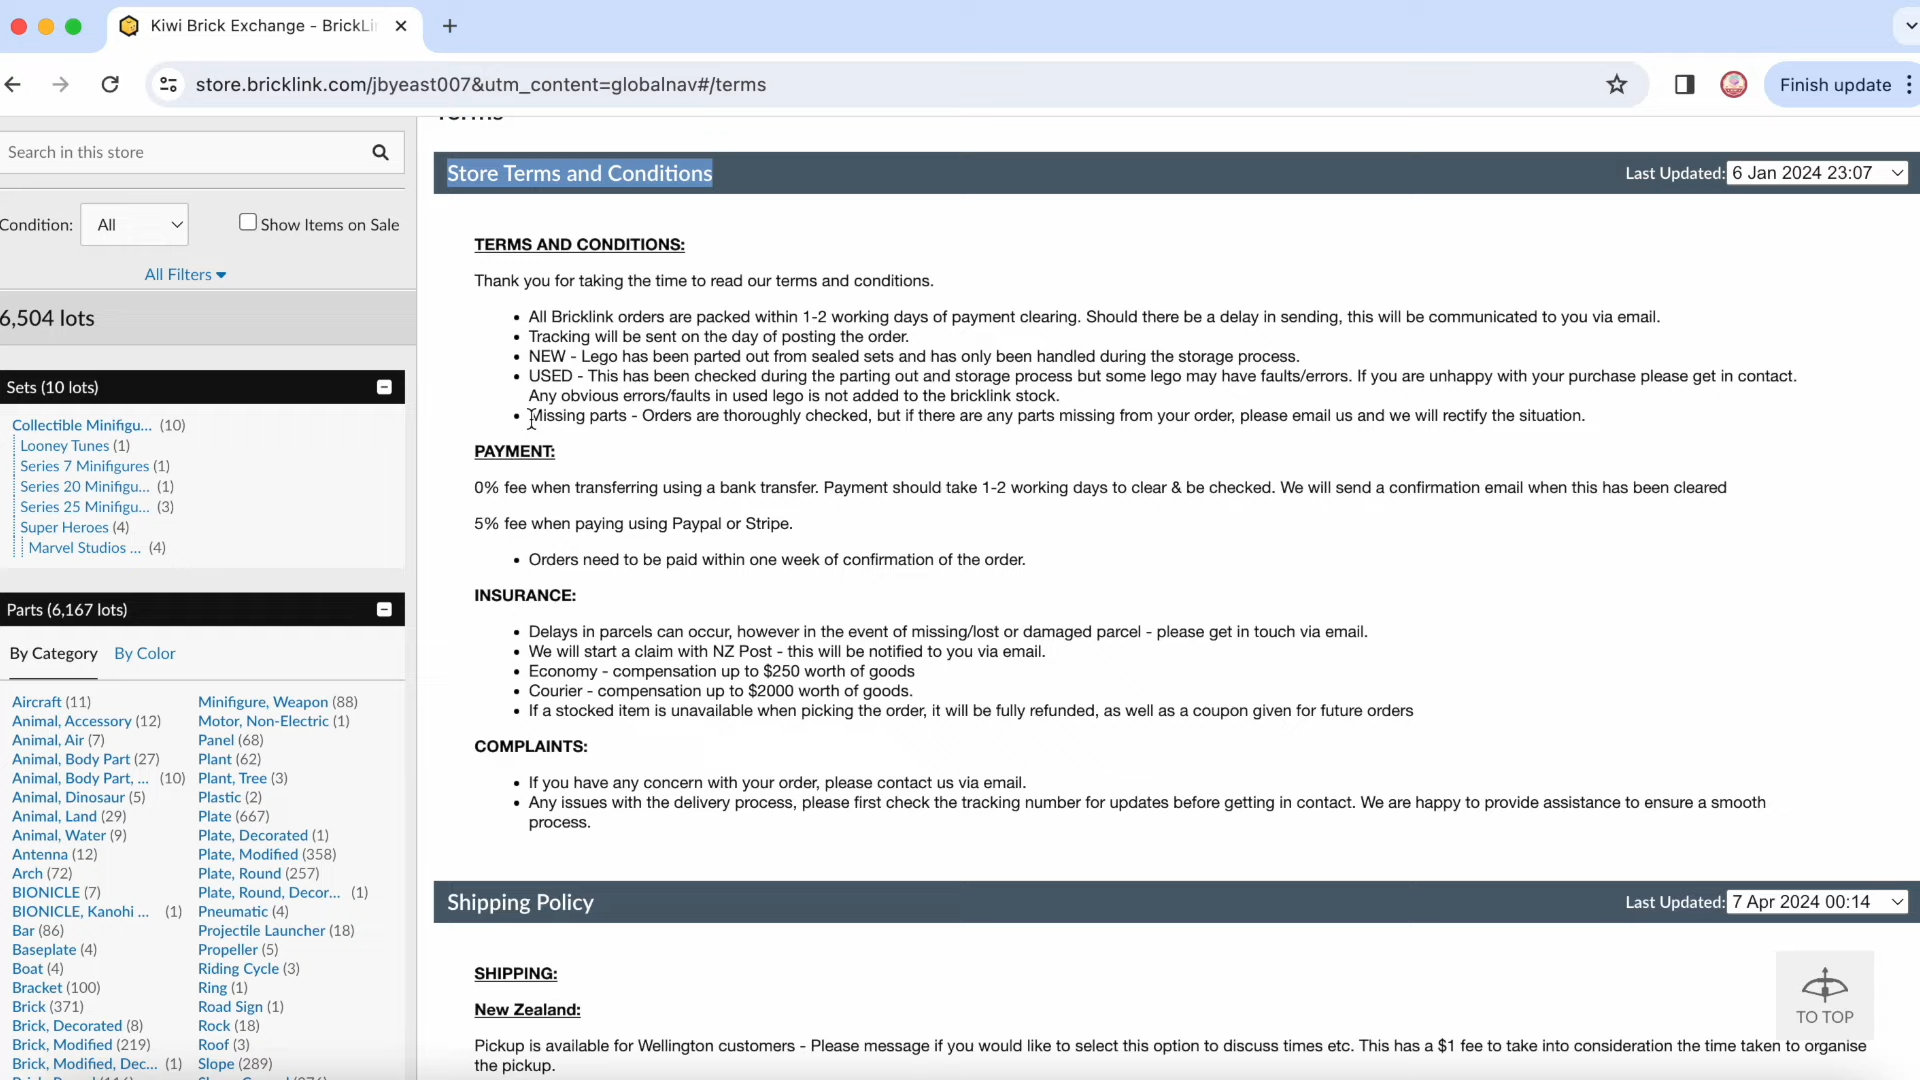 Kiwi Brick Exchange - BrickLi
store.bricklink.com/jbyeast007&utm_content=globalnav#/terms
Finish update
Search in this store
Condition: All
Show Items on Sale
All Filters
6,504 lots
Sets (10 lots)
Collectible Minifigu... (10)
Looney Tunes (1)
Series 7 Minifigures (1)
Series 20 Minifigu... (1)
Series 25 Minifigu... (3)
Super Heroes (4)
Marvel Studios ... (4)
Parts (6,167 lots)
By Category By Color
Aircraft (11)
Animal, Accessory (12)
Animal, Air (7)
Animal, Body Part (27)
Animal, Body Part, ... (10)
Animal, Dinosaur (5)
Animal, Land (29)
Animal, Water (9)
Antenna (12)
Arch (72)
BIONICLE (7)
BIONICLE, Kanohi ... (1)
Bar (86)
Baseplate (4)
Boat (4)
Bracket (100)
Brick (371)
Brick, Decorated (8)
Brick, Modified (219)
Brick, Modified, Dec... (1)
Minifigure, Weapon (88)
Motor, Non-Electric (1)
Panel (68)
Plant (62)
Plant, Tree (3)
Plastic (2)
Plate (667)
Plate, Decorated (1)
Plate, Modified (358)
Plate, Round (257)
Plate, Round, Decor... (1)
Pneumatic (4)
Projectile Launcher (18)
Propeller (5)
Riding Cycle (3)
Ring (1)
Road Sign (1)
Rock (18)
Roof (3)
Slope (289)
Store Terms and Conditions
Last Updated: 6 Jan 2024 23:07
TERMS AND CONDITIONS:
Thank you for taking the time to read our terms and conditions.
• All Bricklink orders are packed within 1-2 working days of payment clearing. Should there be a delay in sending, this will be communicated to you via email.
• Tracking will be sent on the day of posting the order.
• NEW - Lego has been parted out from sealed sets and has only been handled during the storage process.
• USED - This has been checked during the parting out and storage process but some lego may have faults/errors. If you are unhappy with your purchase please get in contact.
Any obvious errors/faults in used lego is not added to the bricklink stock.
• Missing parts - Orders are thoroughly checked, but if there are any parts missing from your order, please email us and we will rectify the situation.
PAYMENT:
0% fee when transferring using a bank transfer. Payment should take 1-2 working days to clear & be checked. We will send a confirmation email when this has been cleared
5% fee when paying using Paypal or Stripe.
• Orders need to be paid within one week of confirmation of the order.
INSURANCE:
• Delays in parcels can occur, however in the event of missing/lost or damaged parcel - please get in touch via email.
• We will start a claim with NZ Post - this will be notified to you via email.
• Economy - compensation up to $250 worth of goods
• Courier - compensation up to $2000 worth of goods.
• If a stocked item is unavailable when picking the order, it will be fully refunded, as well as a coupon given for future orders
COMPLAINTS:
• If you have any concern with your order, please contact us via email.
• Any issues with the delivery process, please first check the tracking number for updates before getting in contact. We are happy to provide assistance to ensure a smooth
process.
Shipping Policy
Last Updated: 7 Apr 2024 00:14
SHIPPING:
New Zealand:
Pickup is available for Wellington customers - Please message if you would like to select this option to discuss times etc. This has a $1 fee to take into consideration the time taken to organise
the pickup.
TO TOP